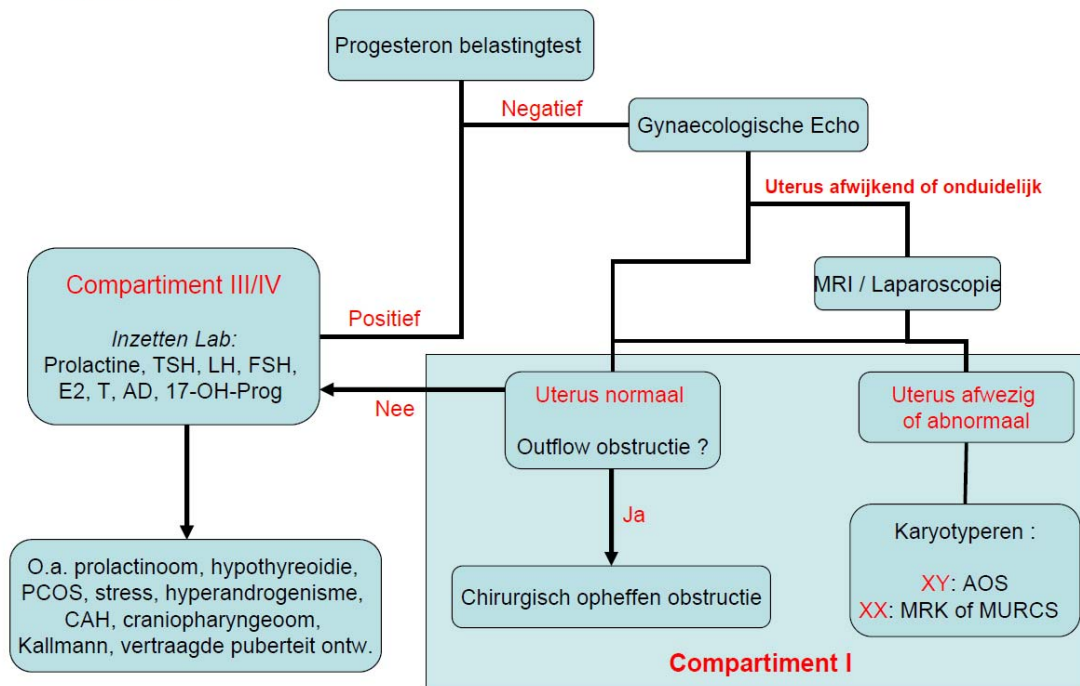 Progesteron belastingtest
Negatief
Gynaecologische Echo
Uterus afwijkend of onduidelijk
MRI / Laparoscopie
Compartiment III/IV
Inzetten Lab:
Prolactine, TSH, LH, FSH,
E2, T, AD, 17-OH-Prog
Positief
Nee
Uterus normaal
Outflow obstructie ?
Uterus afwezig
of abnormaal
Ja
Karyotyperen :
XY: AOS
XX: MRK of MURCS
O.a. prolactinoom, hypothyreoidie,
PCOS, stress, hyperandrogenisme,
CAH, craniopharyngeoom,
Kallmann, vertraagde puberteit ontw.
Chirurgisch opheffen obstructie
Compartiment I